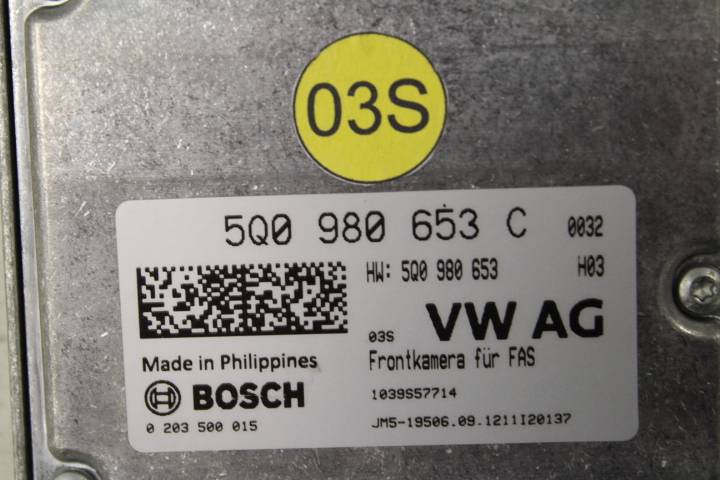 03S
5Q0 980 653 C 0032
HW: 5Q0 980 653 H03
03S VW AG
Made in Philippines
Frontkamera für FAS
BOSCH
1039S57714
0 203 500 015
JM5-19506.09.1211I20137